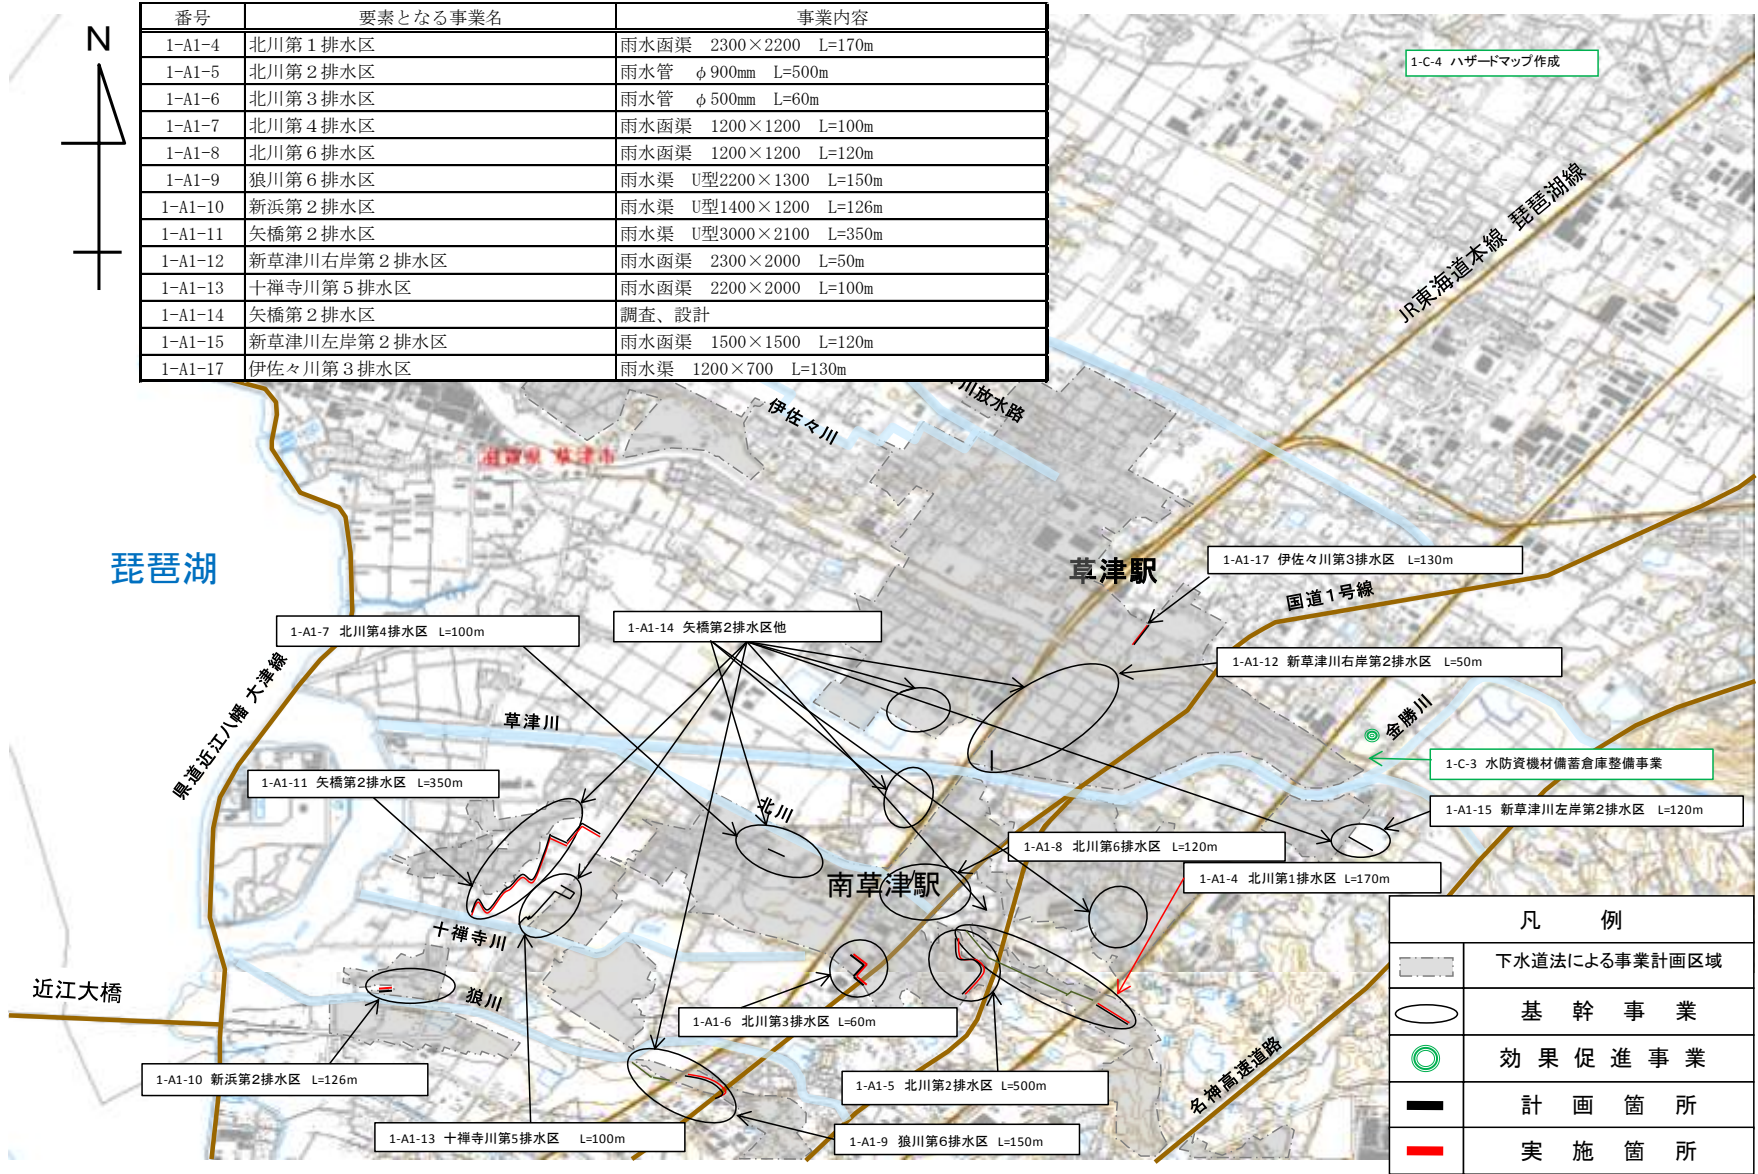 番号 要素となる事業名 事業内容
1-A1-4 北川第1排水区 雨水函渠 2300×2200 L=170m
1-A1-5 北川第2排水区 雨水管 φ900mm L=500m
1-A1-6 北川第3排水区 雨水管 φ500mm L=60m
1-A1-7 北川第4排水区 雨水函渠 1200×1200 L=100m
1-A1-8 北川第6排水区 雨水函渠 1200×1200 L=120m
1-A1-9 狼川第6排水区 雨水渠 U型2200×1300 L=150m
1-A1-10 新浜第2排水区 雨水渠 U型1400×1200 L=126m
1-A1-11 矢橋第2排水区 雨水渠 U型3000×2100 L=350m
1-A1-12 新草津川右岸第2排水区 雨水函渠 2300×2000 L=50m
1-A1-13 十禅寺川第5排水区 雨水函渠 2200×2000 L=100m
1-A1-14 矢橋第2排水区 調査、設計
1-A1-15 新草津川左岸第2排水区 雨水函渠 1500×1500 L=120m
1-A1-17 伊佐々川第3排水区 雨水渠 1200×700 L=130m
N
1-C-4 ハザードマップ作成
JR東海道本線 琵琶湖線
川放水路
伊佐々川
滋賀県 草津市
琵琶湖
草津駅
1-A1-17 伊佐々川第3排水区 L=130m
国道1号線
1-A1-7 北川第4排水区 L=100m
1-A1-14 矢橋第2排水区他
1-A1-12 新草津川右岸第2排水区 L=50m
県道近江八幡 大津線
草津川
金勝川
1-C-3 水防資機材備蓄倉庫整備事業
1-A1-11 矢橋第2排水区 L=350m
北川
1-A1-15 新草津川左岸第2排水区 L=120m
1-A1-8 北川第6排水区 L=120m
南草津駅
1-A1-4 北川第1排水区 L=170m
十禅寺川
近江大橋
狼川
1-A1-6 北川第3排水区 L=60m
1-A1-10 新浜第2排水区 L=126m
1-A1-5 北川第2排水区 L=500m
名神高速道路
1-A1-13 十禅寺川第5排水区 L=100m
1-A1-9 狼川第6排水区 L=150m
凡 例
下水道法による事業計画区域
基 幹 事 業
効 果 促 進 事 業
計 画 箇 所
実 施 箇 所